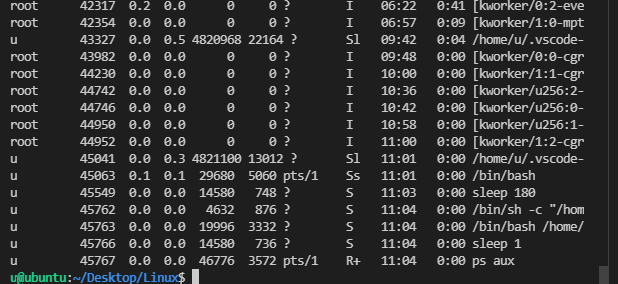 root 42317 0.2 0.0 0 0 ? I 06:22 0:41 [kworker/0:2-eve
root 42354 0.0 0.0 0 0 ? I 06:57 0:09 [kworker/1:0-mpt
u 43327 0.0 0.5 4820968 22164 ? Sl 09:42 0:04 /home/u/.vscode-
root 43982 0.0 0.0 0 0 ? I 09:48 0:00 [kworker/0:0-cgr
root 44230 0.0 0.0 0 0 ? I 10:00 0:00 [kworker/1:1-cgr
root 44742 0.0 0.0 0 0 ? I 10:36 0:00 [kworker/u256:2-
root 44746 0.0 0.0 0 0 ? I 10:42 0:00 [kworker/u256:0-
root 44950 0.0 0.0 0 0 ? I 10:58 0:00 [kworker/u256:1-
root 44952 0.0 0.0 0 0 ? I 11:00 0:00 [kworker/1:2-cgr
u 45041 0.0 0.3 4821100 13012 ? Sl 11:01 0:00 /home/u/.vscode-
u 45063 0.1 0.1 29680 5060 pts/1 Ss 11:01 0:00 /bin/bash
u 45549 0.0 0.0 14580 748 ? S 11:03 0:00 sleep 180
u 45762 0.0 0.0 4632 876 ? S 11:04 0:00 /bin/sh -c "/hom
u 45763 0.0 0.0 19996 3332 ? S 11:04 0:00 /bin/bash /home/
u 45766 0.0 0.0 14580 736 ? S 11:04 0:00 sleep 1
u 45767 0.0 0.0 46776 3572 pts/1 R+ 11:04 0:00 ps aux
u@ubuntu:~/Desktop/Linux$